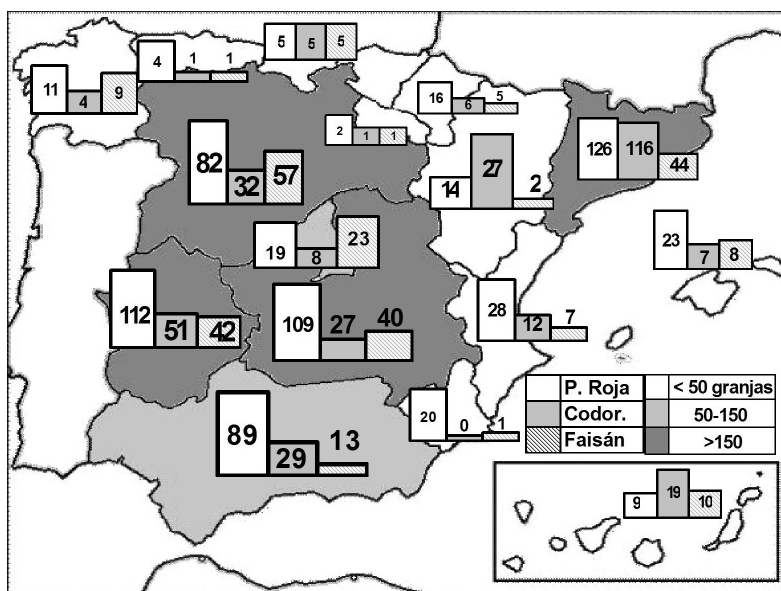 5 5 5
4 1 1
11 4 9
16 6 5
2 1 1
82 32 57
14 27 2
126 116 44
19 8 23
23 7 8
112 51 42
109 27 40
28 12 7
89 29 13
20 0 1
P. Roja < 50 granjas
Codor. 50-150
Faisán >150
9 19 10